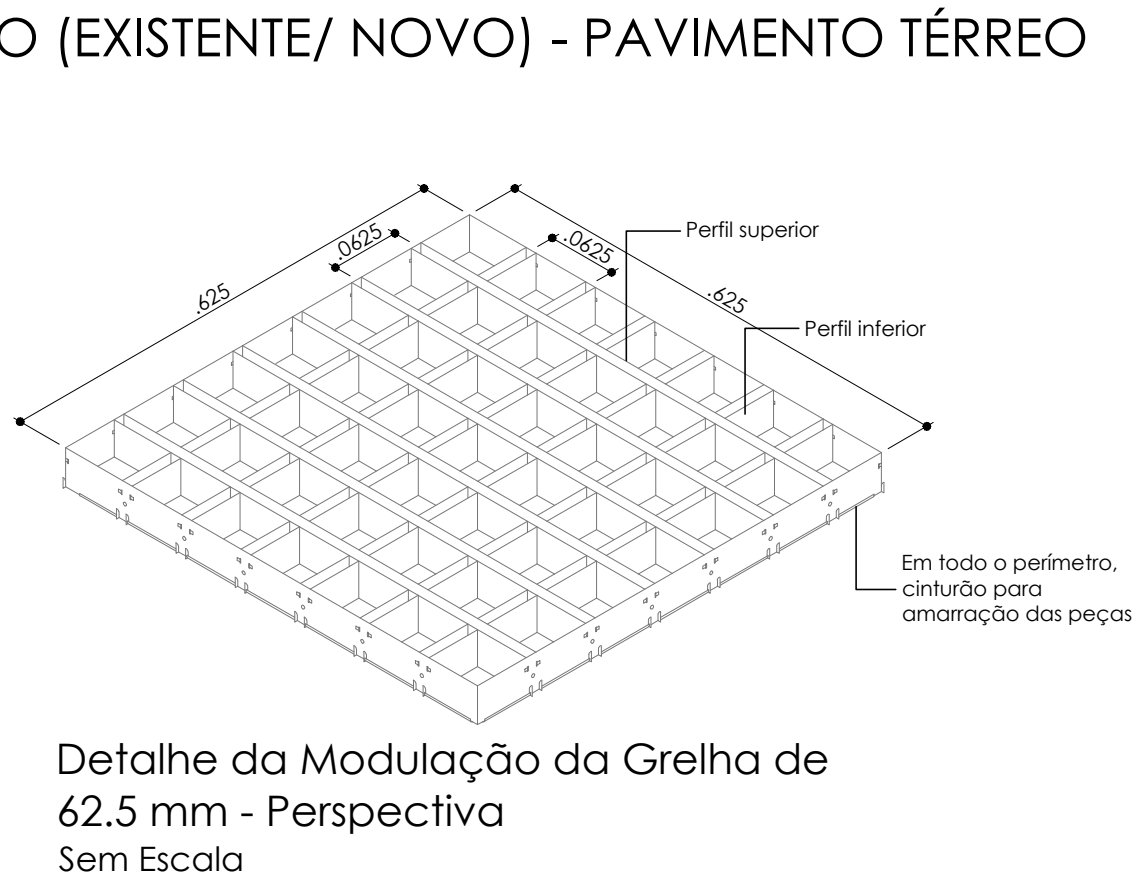 O (EXISTENTE/ NOVO) - PAVIMENTO TÉRREO
.625
.0625
.0625
.625
Perfil superior
Perfil inferior
Em todo o perímetro,
cinturão para
amarração das peças
Detalhe da Modulação da Grelha de
62.5 mm - Perspectiva
Sem Escala